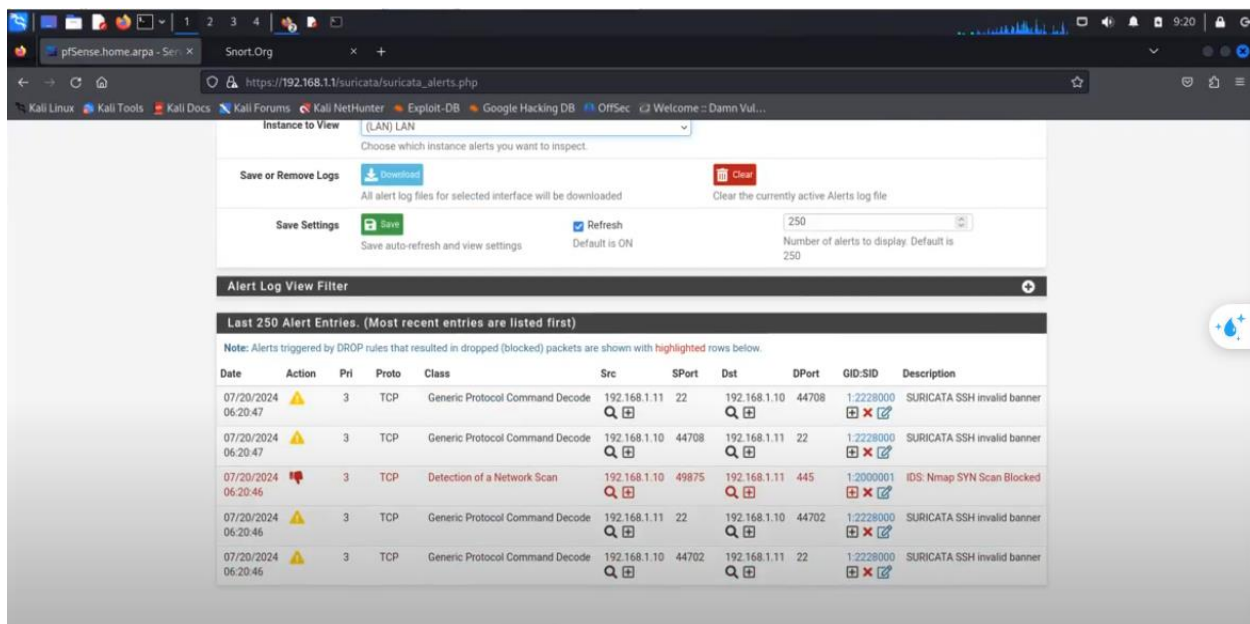 1 2 3 4 9:20
pfSense.home.arpa - Ser
Snort.Org
https://192.168.1.1/suricata/suricata_alerts.php
Kali Linux Kali Tools Kali Docs Kali Forums Kali NetHunter Exploit-DB Google Hacking DB OffSec Welcome :: Damn Vul...
Instance to View (LAN) LAN
Choose which instance alerts you want to inspect.
Save or Remove Logs Download Clear
All alert log files for selected interface will be downloaded Clear the currently active Alerts log file
Save Settings Save Refresh 250
Save auto-refresh and view settings Default is ON Number of alerts to display. Default is
250
Alert Log View Filter
Last 250 Alert Entries. (Most recent entries are listed first)
Note: Alerts triggered by DROP rules that resulted in dropped (blocked) packets are shown with highlighted rows below.
Date Action Pri Proto Class Src SPort Dst DPort GID:SID Description
07/20/2024 3 TCP Generic Protocol Command Decode 192.168.1.11 22 192.168.1.10 44708 1:2228000 SURICATA SSH invalid banner
06:20:47
07/20/2024 3 TCP Generic Protocol Command Decode 192.168.1.10 44708 192.168.1.11 22 1:2228000 SURICATA SSH invalid banner
06:20:47
07/20/2024 3 TCP Detection of a Network Scan 192.168.1.10 49875 192.168.1.11 445 1:2000001 IDS: Nmap SYN Scan Blocked
06:20:46
07/20/2024 3 TCP Generic Protocol Command Decode 192.168.1.11 22 192.168.1.10 44702 1:2228000 SURICATA SSH invalid banner
06:20:46
07/20/2024 3 TCP Generic Protocol Command Decode 192.168.1.10 44702 192.168.1.11 22 1:2228000 SURICATA SSH invalid banner
06:20:46